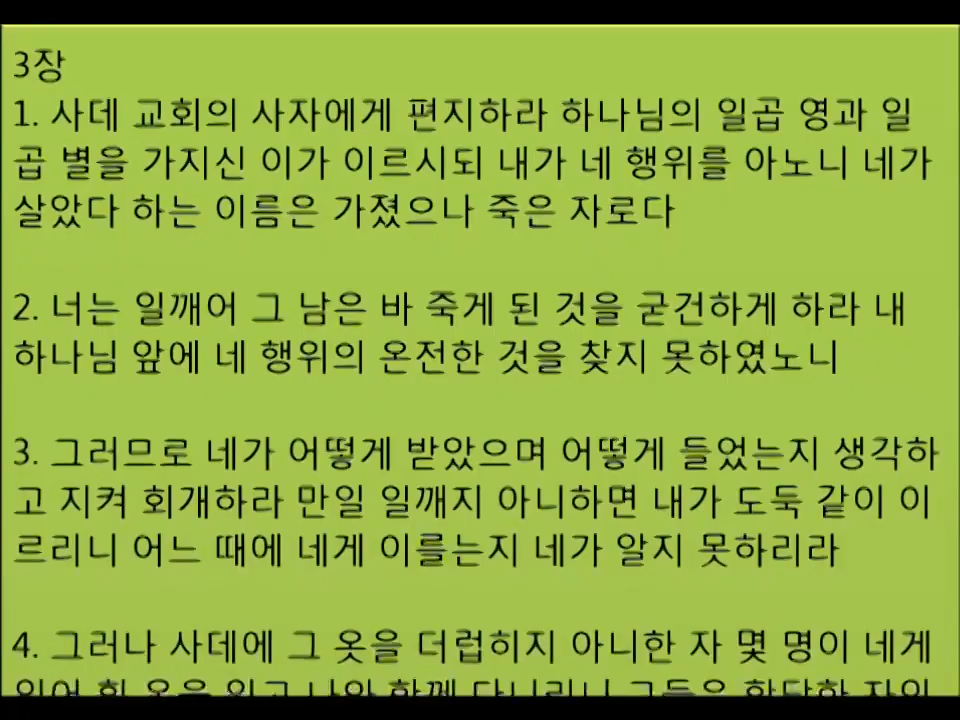 3장
1. 사데 교회의 사자에게 편지하라 하나님의 일곱 영과 일
곱 별을 가지신 이가 이르시되 내가 네 행위를 아노니 네가
살았다 하는 이름은 가졌으나 죽은 자로다
2. 너는 일깨어 그 남은 바 죽게 된 것을 굳건하게 하라 내
하나님 앞에 네 행위의 온전한 것을 찾지 못하였노니
3. 그러므로 네가 어떻게 받았으며 어떻게 들었는지 생각하
고 지켜 회개하라 만일 일깨지 아니하면 내가 도둑 같이 이
르리니 어느 때에 네게 이를는지 네가 알지 못하리라
4. 그러나 사데에 그 옷을 더럽히지 아니한 자 몇 명이 네게